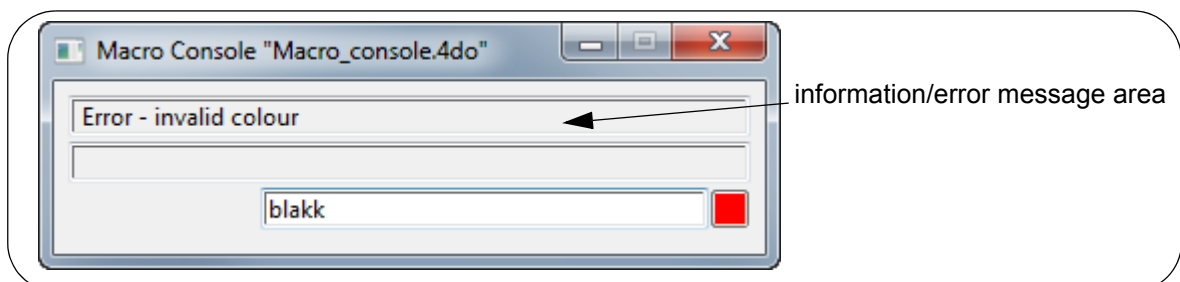 Macro Console "Macro_console.4do"
information/error message area
Error - invalid colour
blakk